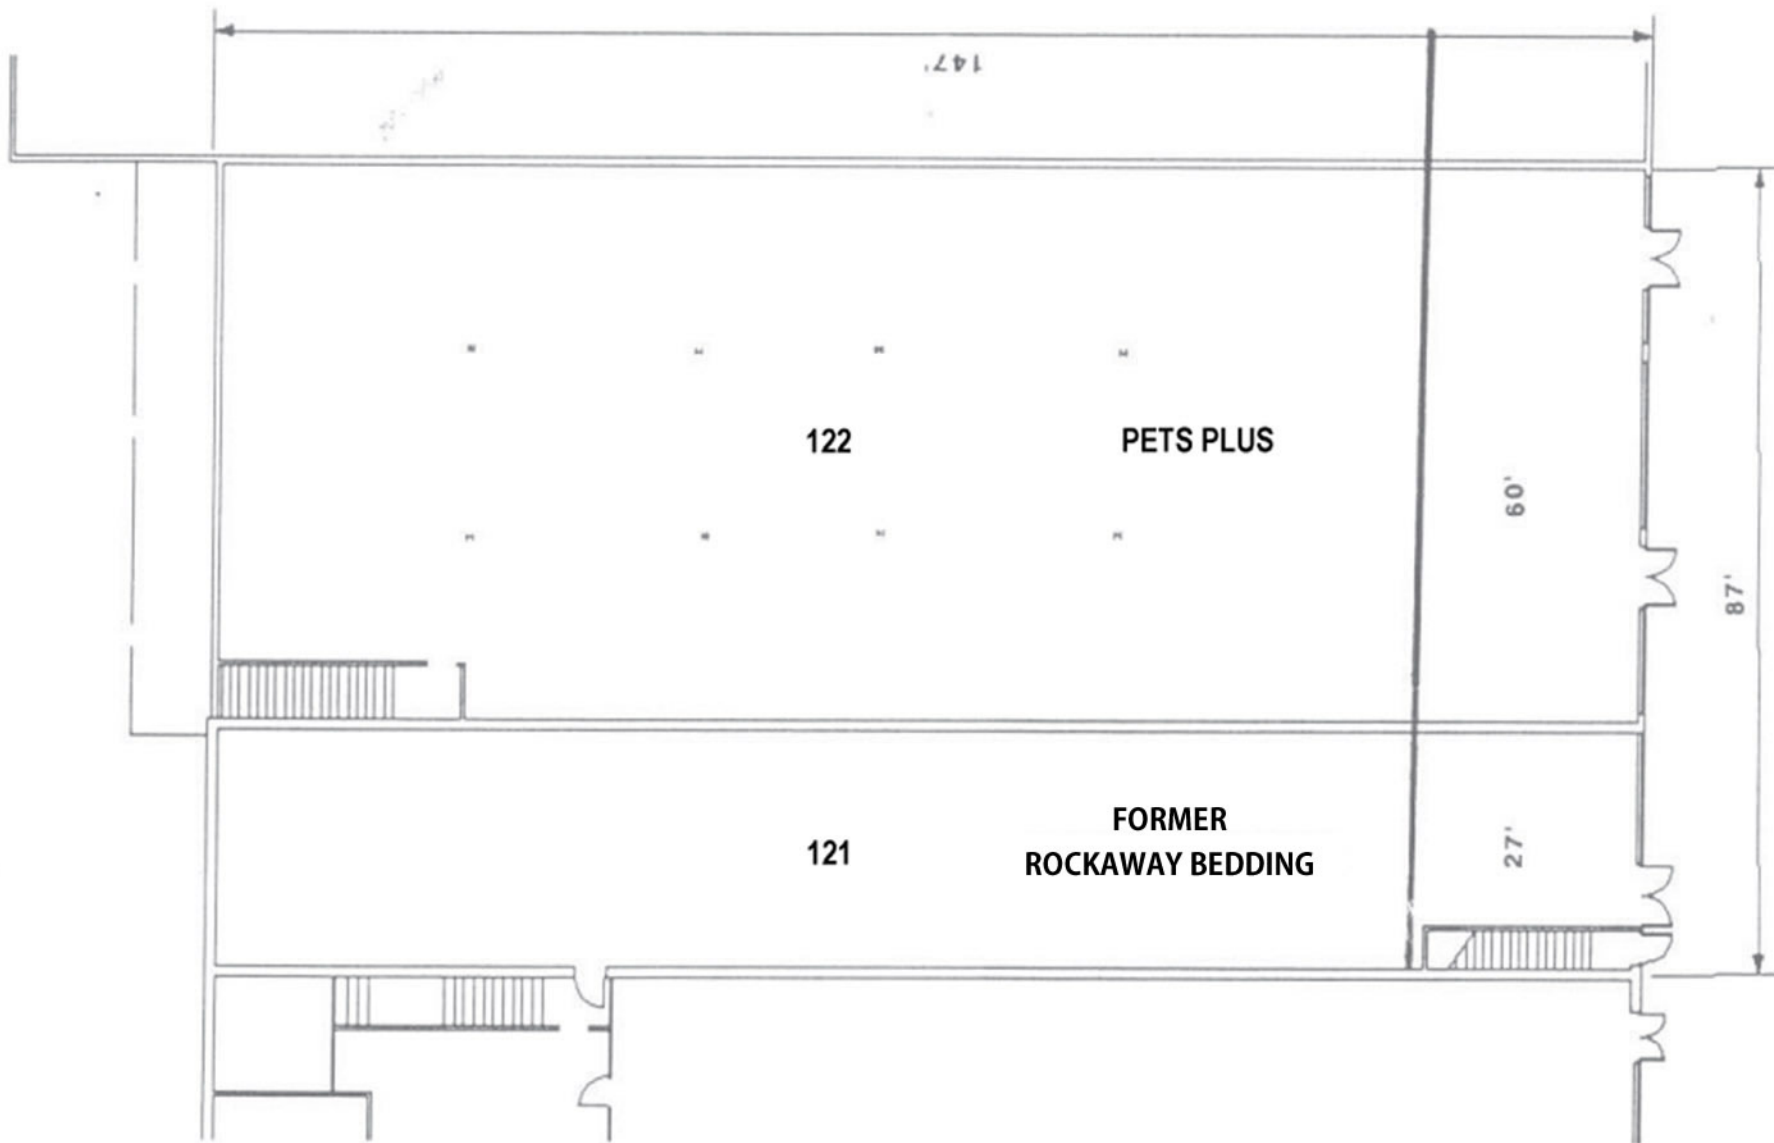 147'
122
PETS PLUS
60'
87'
121
FORMER
ROCKAWAY BEDDING
27'